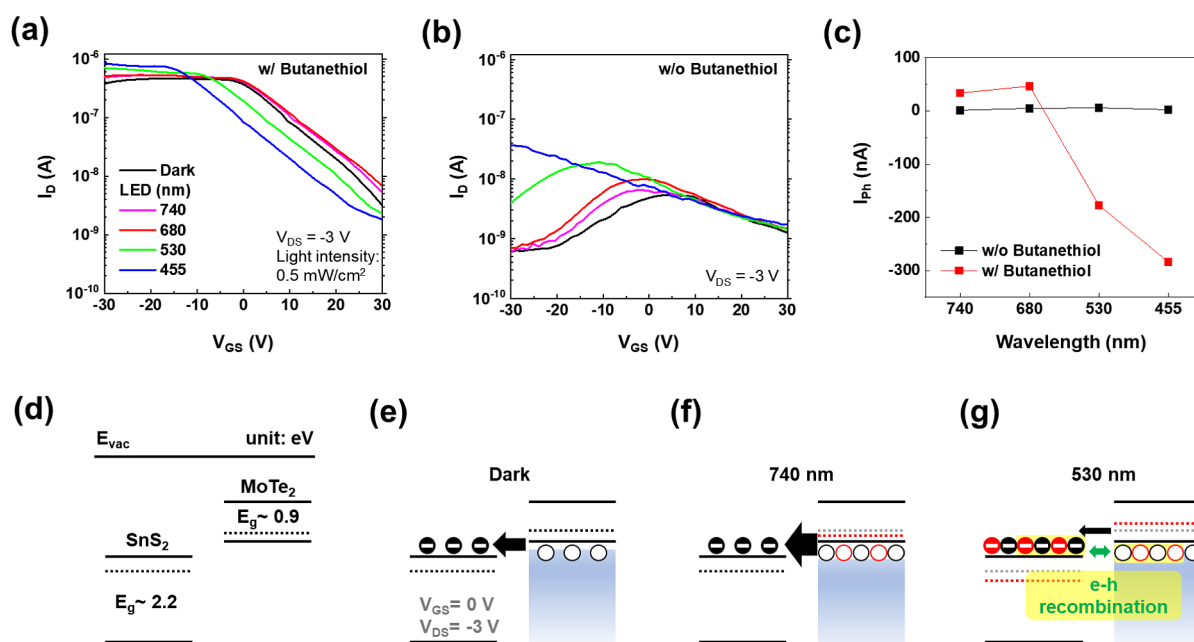 (a)
w/ Butanethiol
10⁻⁶
10⁻⁷
10⁻⁸
10⁻⁹
10⁻¹⁰
I_D (A)
Dark
LED (nm)
740
680
530
455
V_DS = -3 V
Light intensity:
0.5 mW/cm²
-30 -20 -10 0 10 20 30
V_GS (V)
(b)
w/o Butanethiol
10⁻⁶
10⁻⁷
10⁻⁸
10⁻⁹
10⁻¹⁰
I_D (A)
V_DS = -3 V
-30 -20 -10 0 10 20 30
V_GS (V)
(c)
100
0
-100
-200
-300
I_Ph (nA)
w/o Butanethiol
w/ Butanethiol
740 680 530 455
Wavelength (nm)
(d)
E_vac unit: eV
MoTe₂
E_g~ 0.9
SnS₂
E_g~ 2.2
(e)
Dark
V_GS= 0 V
V_DS= -3 V
(f)
740 nm
(g)
530 nm
e-h
recombination